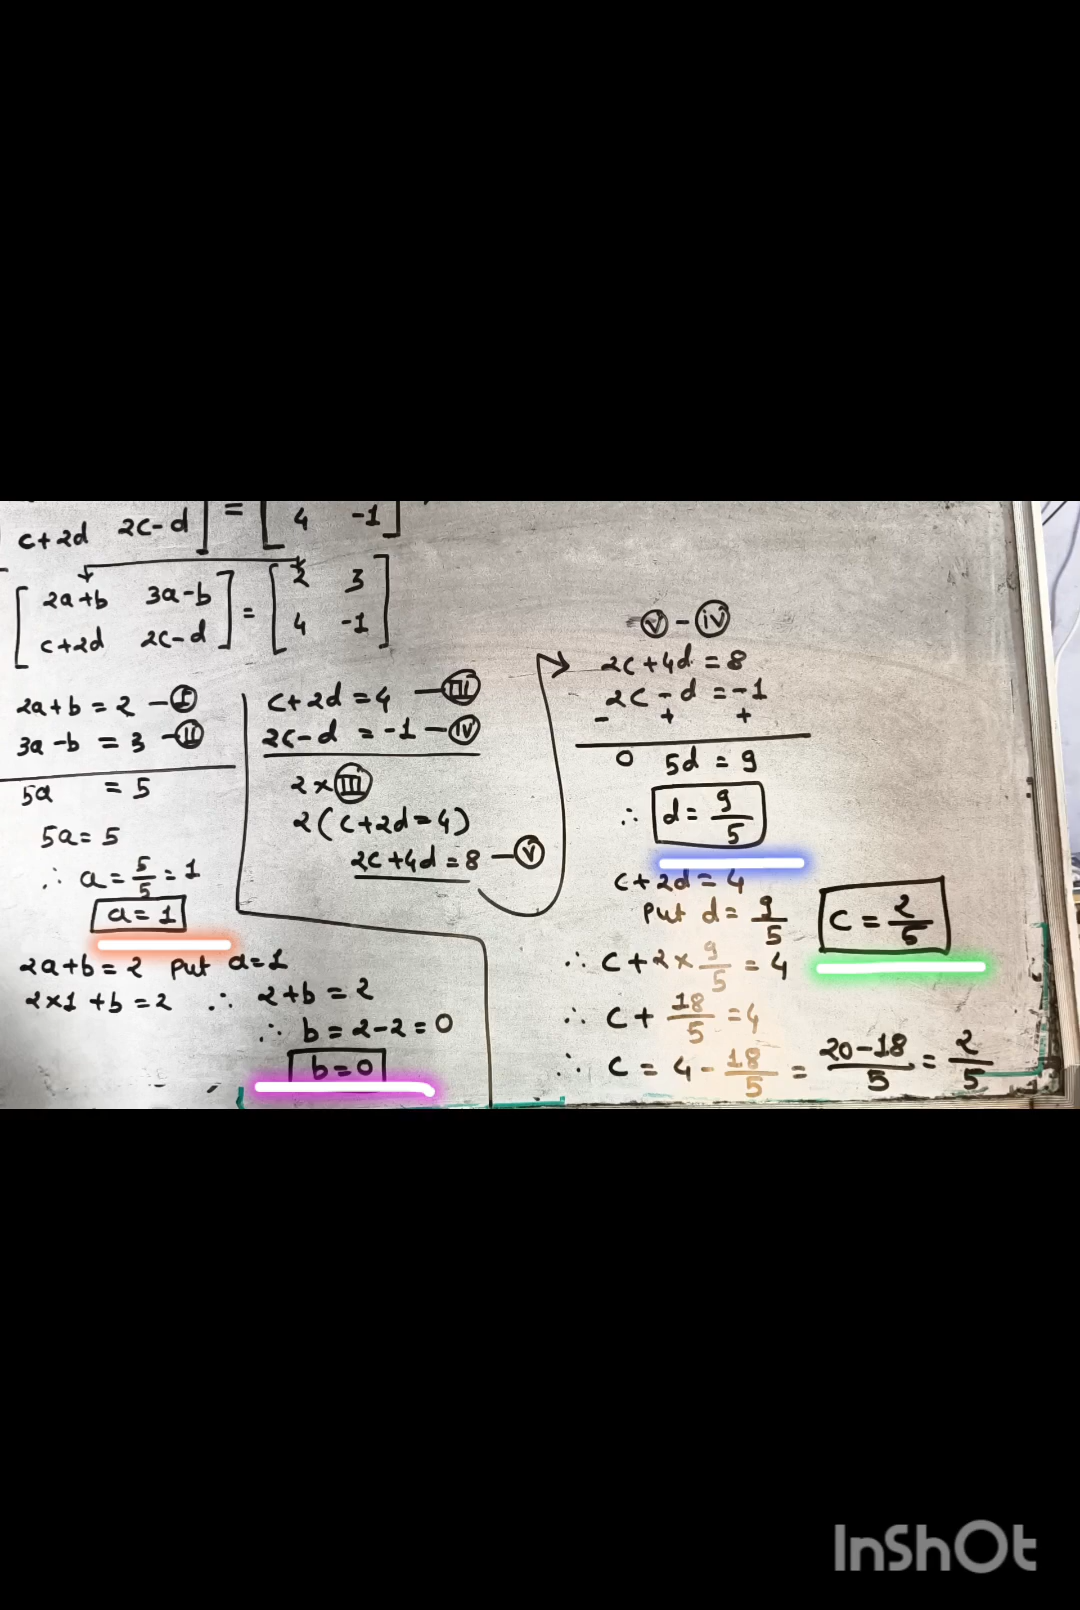 c+2d 2c-d] = [4 -1]
[2a+b 3a-b] = [2 3]
[c+2d 2c-d] [4 -1]
2a+b = 2 — Ⓘ
3a-b = 3 — Ⓘⓘ
5a = 5
5a = 5
∴ a = 5/5 = 1
a = 1
2a+b = 2 put a=1
2×1 + b = 2 ∴ 2+b = 2
∴ b = 2-2 = 0
b = 0
c+2d = 4 — (III)
2c-d = -1 — (iv)
2 × (III)
2(c+2d=4)
2c+4d = 8 — (v)
(v) - (iv)
2c+4d = 8
2c - d = -1
- + +
0 5d = 9
∴ d = 9/5
c+2d = 4
put d = 9/5
c = 2/5
∴ c+2× 9/5 = 4
∴ c + 18/5 = 4
∴ c = 4 - 18/5 = 20-18/5 = 2/5
InShOt